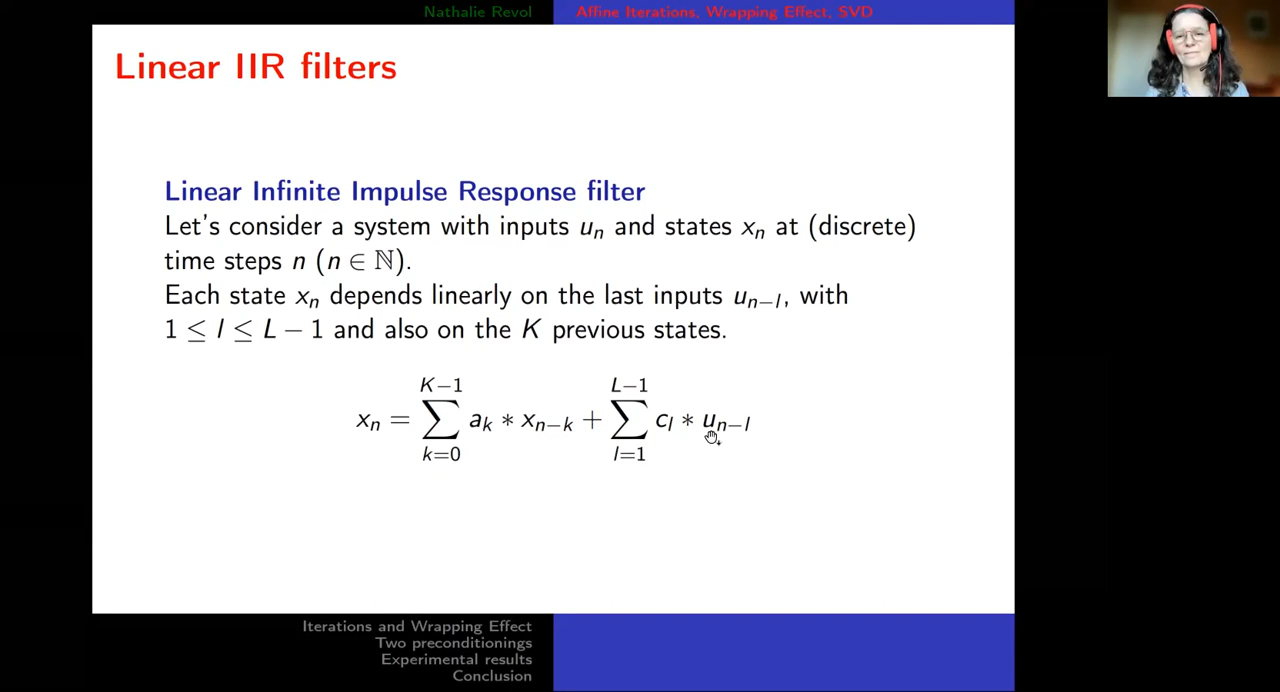 Nathalie Revol Affine Iterations, Wrapping Effect, SVD
Linear IIR filters
Linear Infinite Impulse Response filter
Let's consider a system with inputs uₙ and states xₙ at (discrete)
time steps n (n ∈ ℕ).
Each state xₙ depends linearly on the last inputs uₙ₋ₗ, with
1 ≤ l ≤ L − 1 and also on the K previous states.
K−1 L−1
xₙ = ∑ aₖ ∗ xₙ₋ₖ + ∑ cₗ ∗ uₙ₋ₗ
k=0 l=1
Iterations and Wrapping Effect
Two preconditionings
Experimental results
Conclusion